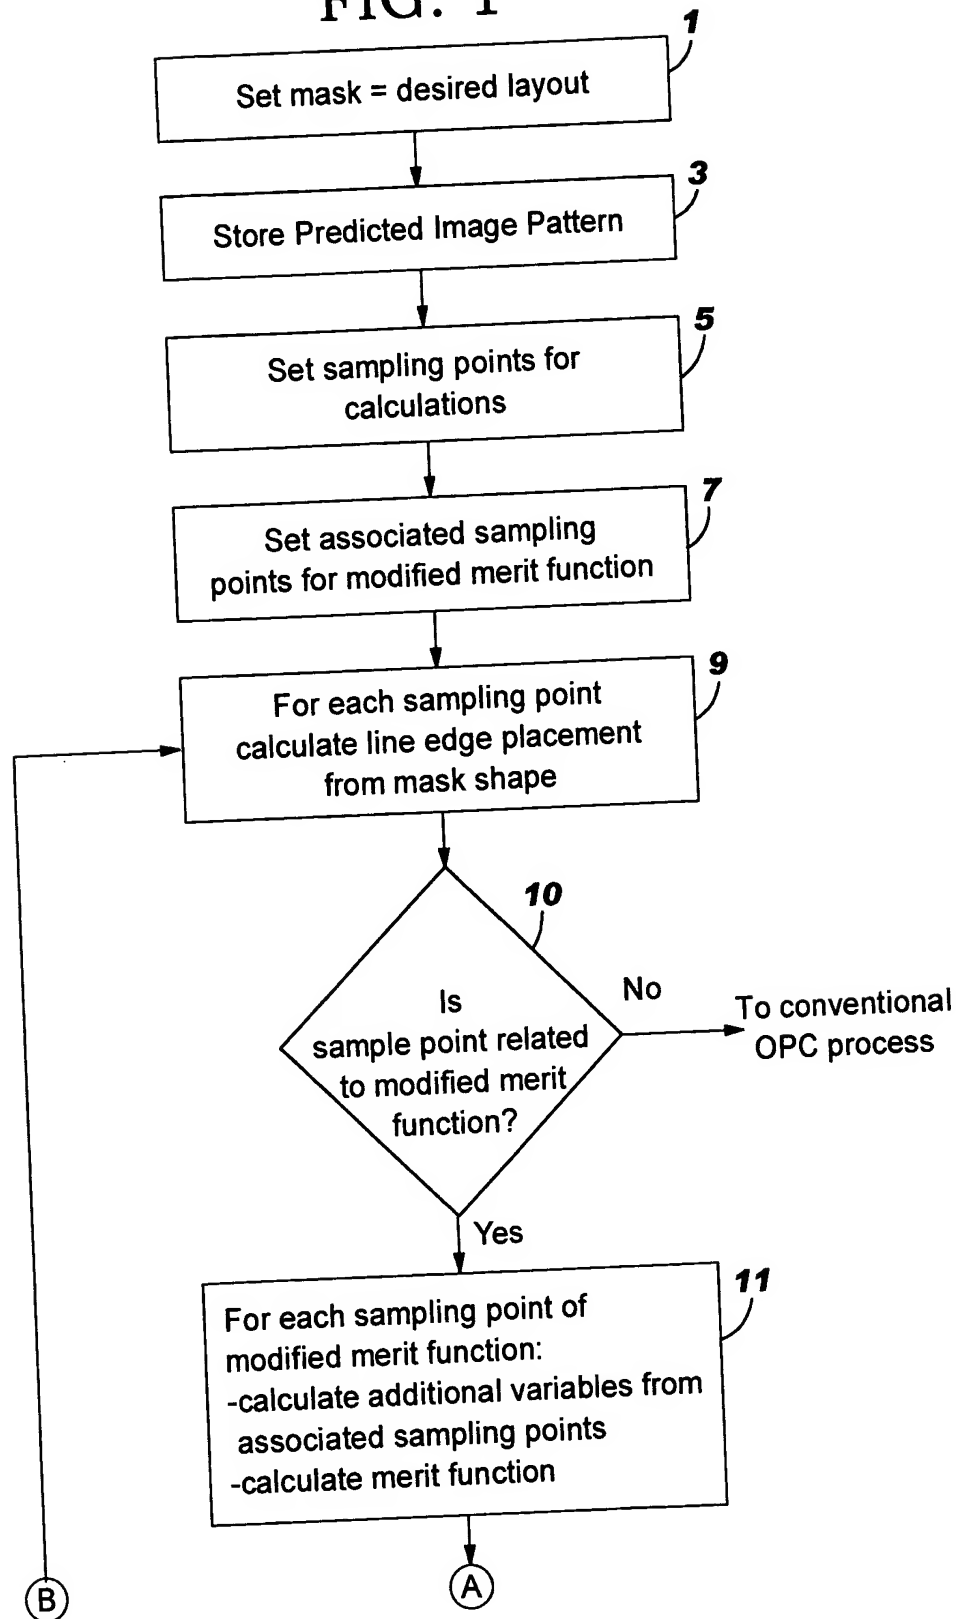 FIG. 1
1
Set mask = desired layout
3
Store Predicted Image Pattern
5
Set sampling points for
calculations
7
Set associated sampling
points for modified merit function
9
For each sampling point
calculate line edge placement
from mask shape
10
Is
sample point related
to modified merit
function?
No
To conventional
OPC process
Yes
11
For each sampling point of
modified merit function:
-calculate additional variables from
associated sampling points
-calculate merit function
B
A